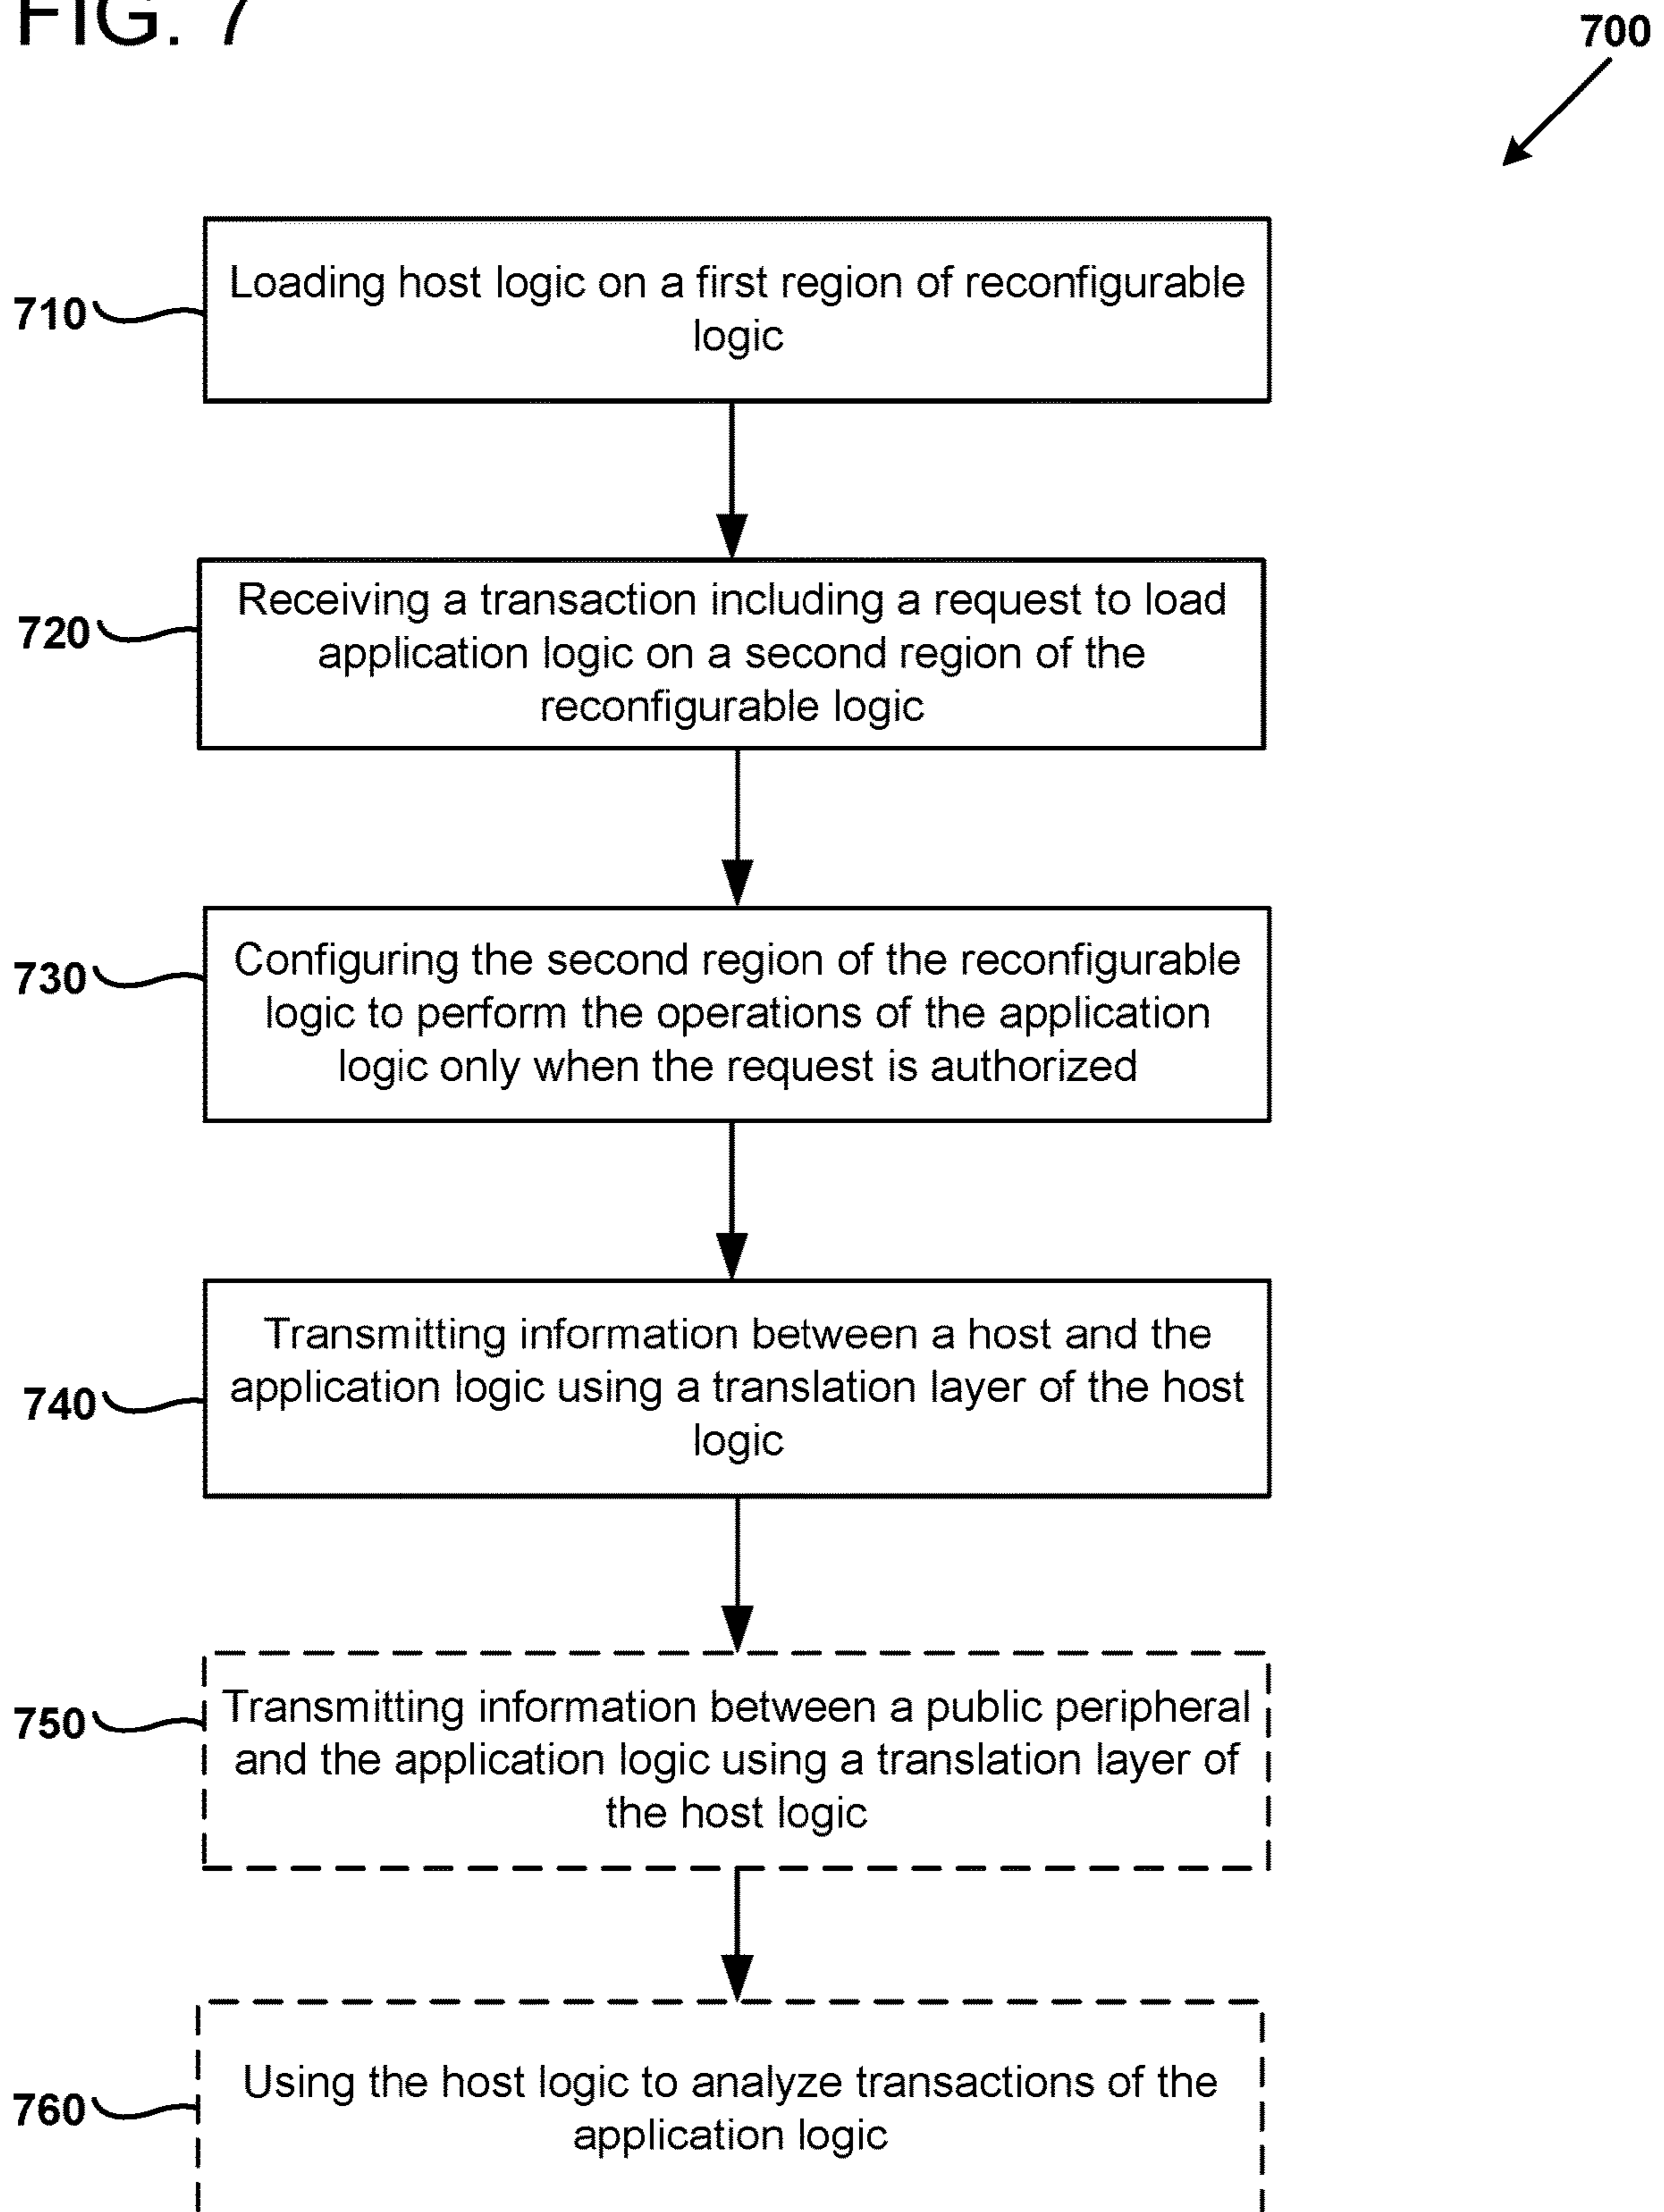 FIG. 7
700
710
Loading host logic on a first region of reconfigurable
logic
720
Receiving a transaction including a request to load
application logic on a second region of the
reconfigurable logic
730
Configuring the second region of the reconfigurable
logic to perform the operations of the application
logic only when the request is authorized
740
Transmitting information between a host and the
application logic using a translation layer of the host
logic
750
Transmitting information between a public peripheral
and the application logic using a translation layer of
the host logic
760
Using the host logic to analyze transactions of the
application logic